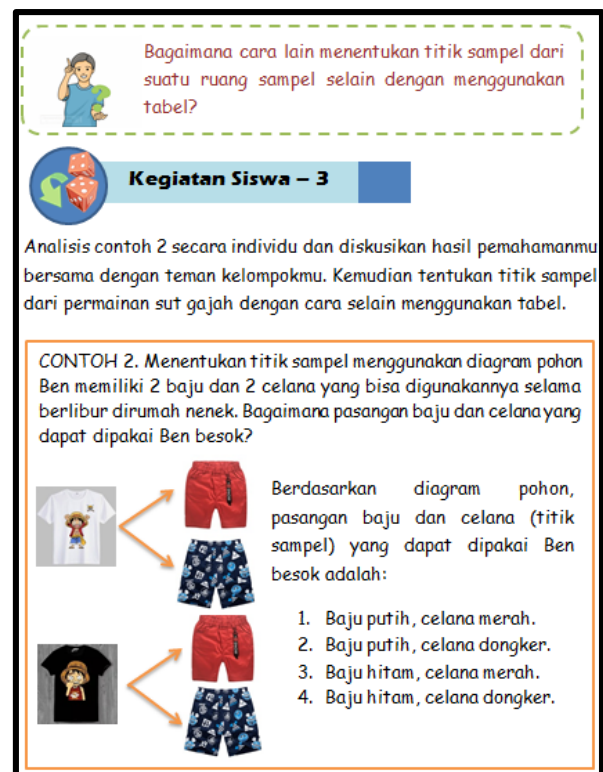 Bagaimana cara lain menentukan titik sampel dari
suatu ruang sampel selain dengan menggunakan
tabel?
Kegiatan Siswa – 3
Analisis contoh 2 secara individu dan diskusikan hasil pemahamanmu
bersama dengan teman kelompokmu. Kemudian tentukan titik sampel
dari permainan sut gajah dengan cara selain menggunakan tabel.
CONTOH 2. Menentukan titik sampel menggunakan diagram pohon
Ben memiliki 2 baju dan 2 celana yang bisa digunakannya selama
berlibur dirumah nenek. Bagaimana pasangan baju dan celana yang
dapat dipakai Ben besok?
Berdasarkan diagram pohon,
pasangan baju dan celana (titik
sampel) yang dapat dipakai Ben
besok adalah:
1. Baju putih, celana merah.
2. Baju putih, celana dongker.
3. Baju hitam, celana merah.
4. Baju hitam, celana dongker.